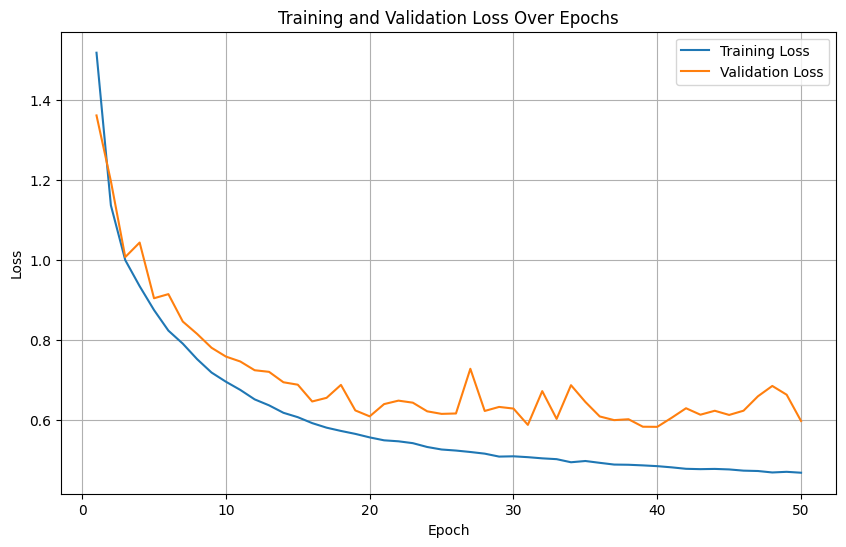 Training and Validation Loss Over Epochs
Training Loss
Validation Loss
Loss
1.4
1.2
1.0
0.8
0.6
0
10
20
30
40
50
Epoch